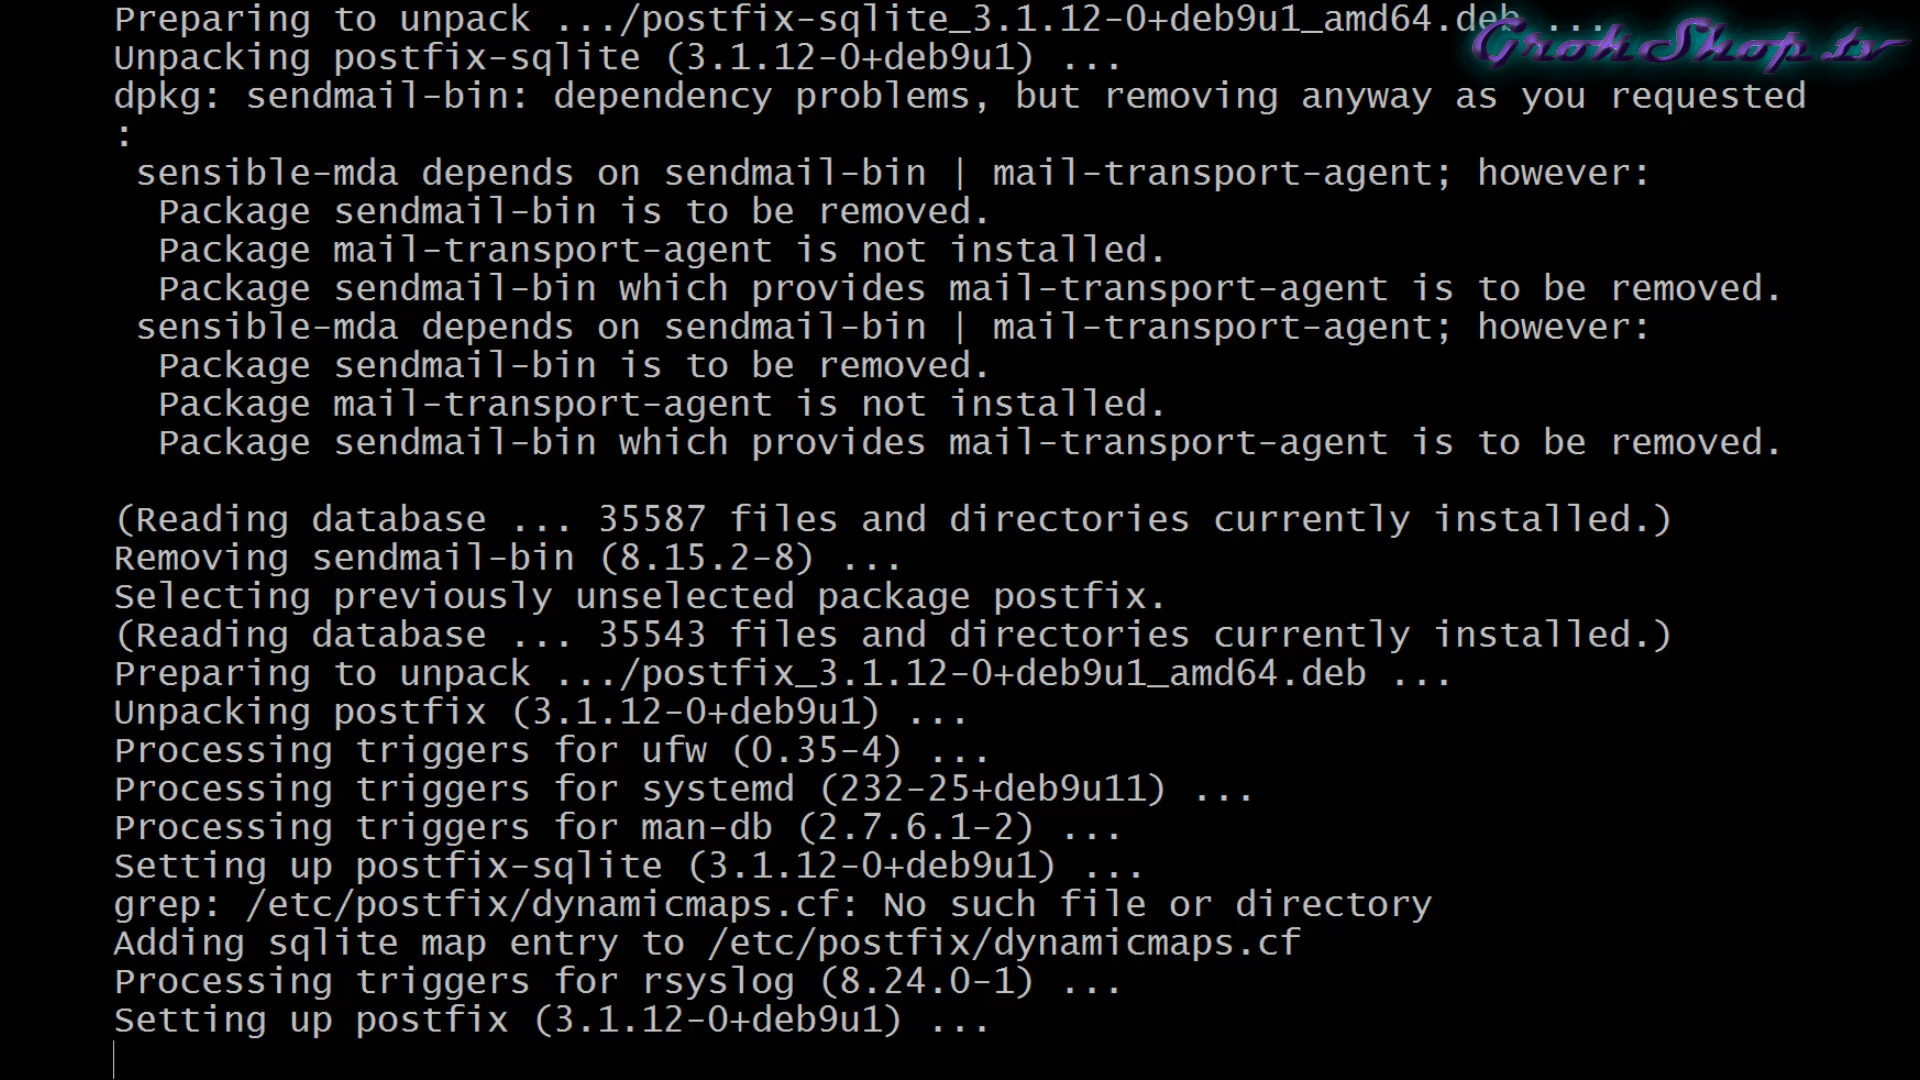 Preparing to unpack .../postfix-sqlite_3.1.12-0+deb9u1_amd64.deb ...
GrokShop.tv
Unpacking postfix-sqlite (3.1.12-0+deb9u1) ...
dpkg: sendmail-bin: dependency problems, but removing anyway as you requested
:
 sensible-mda depends on sendmail-bin | mail-transport-agent; however:
  Package sendmail-bin is to be removed.
  Package mail-transport-agent is not installed.
  Package sendmail-bin which provides mail-transport-agent is to be removed.
 sensible-mda depends on sendmail-bin | mail-transport-agent; however:
  Package sendmail-bin is to be removed.
  Package mail-transport-agent is not installed.
  Package sendmail-bin which provides mail-transport-agent is to be removed.
(Reading database ... 35587 files and directories currently installed.)
Removing sendmail-bin (8.15.2-8) ...
Selecting previously unselected package postfix.
(Reading database ... 35543 files and directories currently installed.)
Preparing to unpack .../postfix_3.1.12-0+deb9u1_amd64.deb ...
Unpacking postfix (3.1.12-0+deb9u1) ...
Processing triggers for ufw (0.35-4) ...
Processing triggers for systemd (232-25+deb9u11) ...
Processing triggers for man-db (2.7.6.1-2) ...
Setting up postfix-sqlite (3.1.12-0+deb9u1) ...
grep: /etc/postfix/dynamicmaps.cf: No such file or directory
Adding sqlite map entry to /etc/postfix/dynamicmaps.cf
Processing triggers for rsyslog (8.24.0-1) ...
Setting up postfix (3.1.12-0+deb9u1) ...